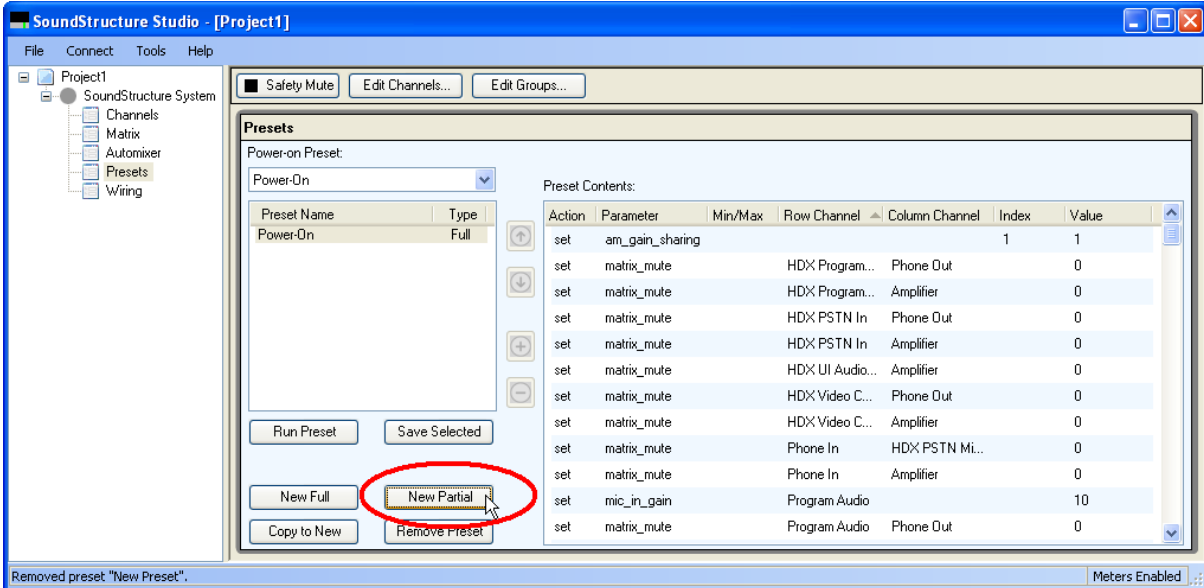 SoundStructure Studio - [Project1]
File Connect Tools Help
Project1
SoundStructure System
Channels
Matrix
Automixer
Presets
Wiring
Safety Mute Edit Channels... Edit Groups...
Presets
Power-on Preset:
Power-On
Preset Name Type
Power-On Full
Run Preset Save Selected
New Full New Partial
Copy to New Remove Preset
Preset Contents:
Action Parameter Min/Max Row Channel Column Channel Index Value
set am_gain_sharing 1 1
set matrix_mute HDX Program... Phone Out 0
set matrix_mute HDX Program... Amplifier 0
set matrix_mute HDX PSTN In Phone Out 0
set matrix_mute HDX PSTN In Amplifier 0
set matrix_mute HDX UI Audio... Amplifier 0
set matrix_mute HDX Video C... Phone Out 0
set matrix_mute HDX Video C... Amplifier 0
set matrix_mute Phone In HDX PSTN Mi... 0
set matrix_mute Phone In Amplifier 0
set mic_in_gain Program Audio 10
set matrix_mute Program Audio Phone Out 0
Removed preset "New Preset". Meters Enabled